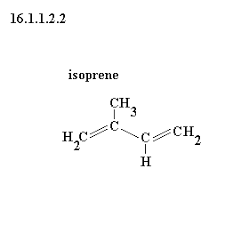 16.1.1.2.2
isoprene
CH3
H2C C C CH2
H